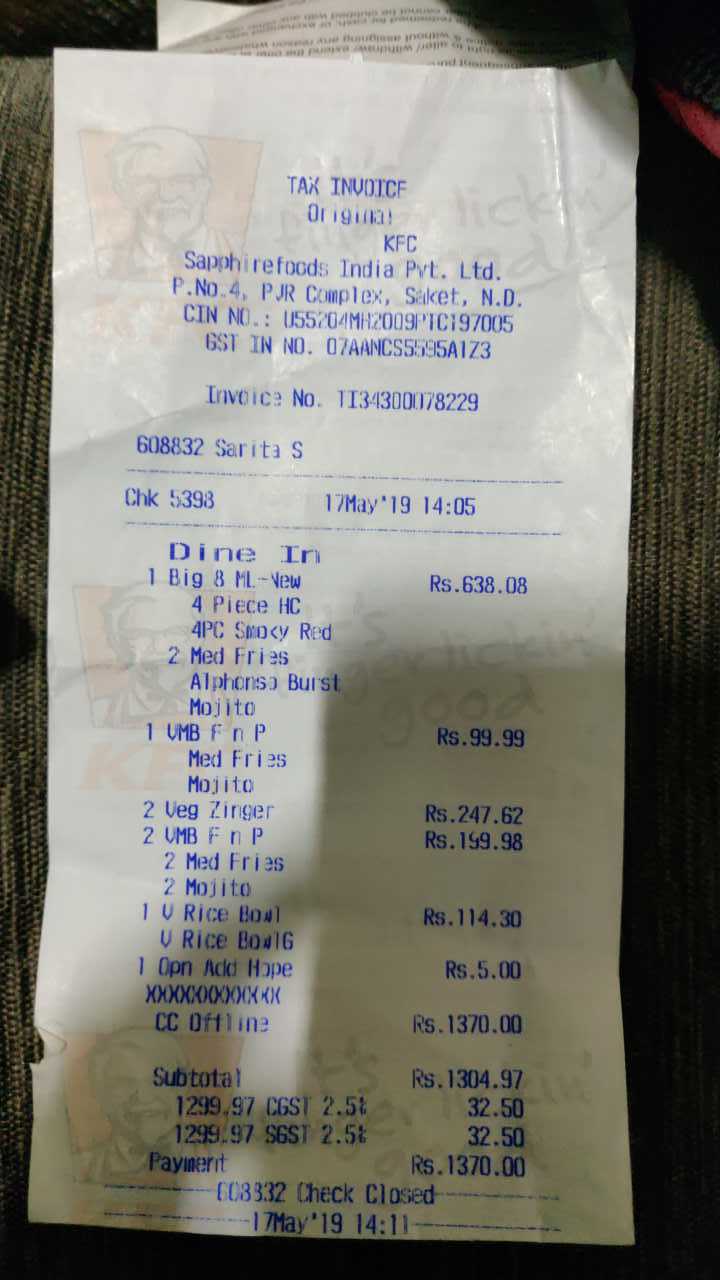 TAX INVOICE
Original
KFC
Sapphirefoods India Pvt. Ltd.
P.No.4, PJR Complex, Saket, N.D.
CIN NO.: U55204MH2009PTC197005
GST IN NO. 07AANCS5595A1Z3
Invoice No. TI34300078229
608832 Sarita S
Chk 5398 17May'19 14:05
Dine In
1 Big 8 ML-New Rs.638.08
4 Piece HC
4PC Smoky Red
2 Med Fries
Alphonso Burst
Mojito
1 VMB F n P Rs.99.99
Med Fries
Mojito
2 Veg Zinger Rs.247.62
2 VMB F n P Rs.199.98
2 Med Fries
2 Mojito
1 V Rice Bowl Rs.114.30
V Rice BowlG
1 Opn Add Hope Rs.5.00
XXXXXXXXXXXX
CC Offline Rs.1370.00
Subtotal Rs.1304.97
1299.97 CGST 2.5% 32.50
1299.97 SGST 2.5% 32.50
Payment Rs.1370.00
608832 Check Closed
17May'19 14:11